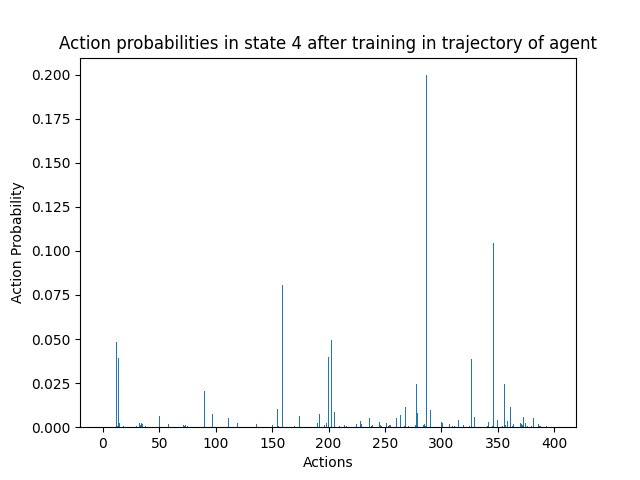 Action probabilities in state 4 after training in trajectory of agent
0.200
0.175
0.150
0.125
0.100
0.075
0.050
0.025
0.000
Action Probability
0 50 100 150 200 250 300 350 400
Actions